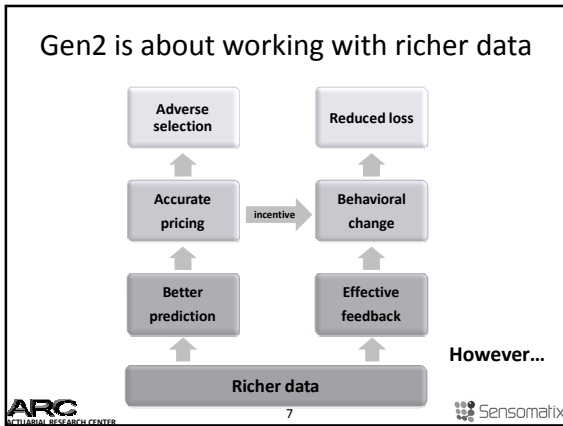 Gen2 is about working with richer data
Adverse
selection
Reduced loss
Accurate
pricing
incentive
Behavioral
change
Better
prediction
Effective
feedback
However...
Richer data
ARC
ACTUARIAL RESEARCH CENTER
7
Sensomatix